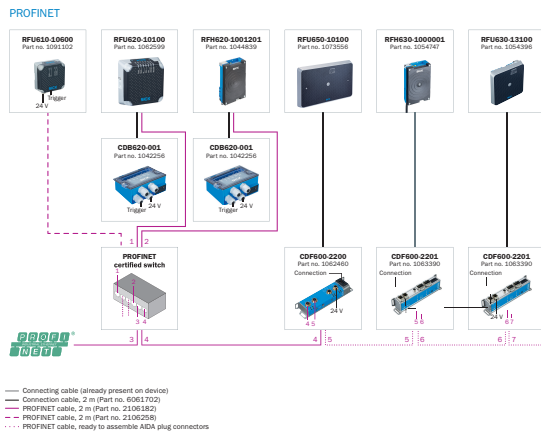 PROFINET
RFU610-10600
Part no. 1091102
Trigger
24 V
RFU620-10100
Part no. 1062599
RFH620-1001201
Part no. 1044839
RFU650-10100
Part no. 1073556
RFH630-1000001
Part no. 1054747
RFU630-13100
Part no. 1054396
CDB620-001
Part no. 1042256
24 V
Trigger
CDB620-001
Part no. 1042256
24 V
Trigger
1 2
PROFINET
certified switch
1
2
3 4
CDF600-2200
Part no. 1062460
Connection
24 V
4 5
CDF600-2201
Part no. 1063390
Connection
5 6
CDF600-2201
Part no. 1063390
Connection
24 V
6 7
PROFI
NET
3 4 4 5 5 6 6 7
Connecting cable (already present on device)
Connection cable, 2 m (Part no. 6061702)
PROFINET cable, 2 m (Part no. 2106182)
PROFINET cable, 2 m (Part no. 2106258)
PROFINET cable, ready to assemble AIDA plug connectors